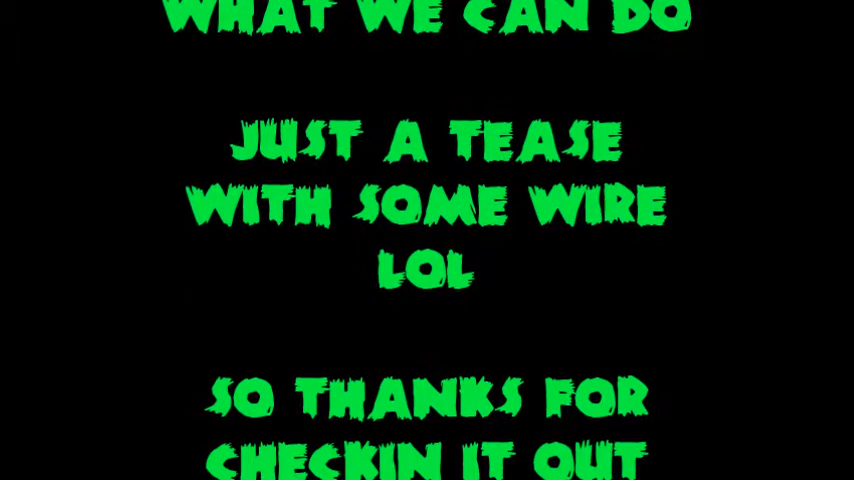 WHAT WE CAN DO
JUST A TEASE
WITH SOME WIRE
LOL
SO THANKS FOR
CHECKIN IT OUT